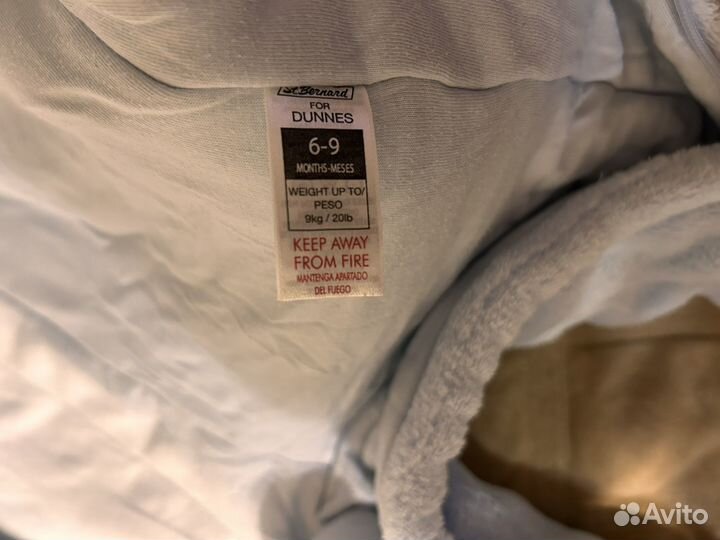 St.Bernard
FOR
DUNNES
6-9
MONTHS-MESES
WEIGHT UP TO/
PESO
9kg / 20lb
KEEP AWAY
FROM FIRE
MANTENGA APARTADO
DEL FUEGO
Avito